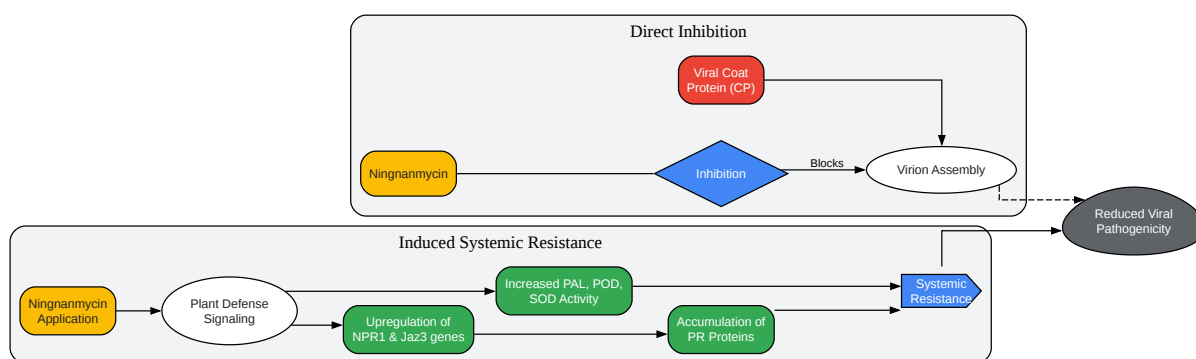 Direct Inhibition
Viral Coat
Protein (CP)
Ningnanmycin
Inhibition
Blocks
Virion Assembly
Reduced Viral
Pathogenicity
Induced Systemic Resistance
Ningnanmycin
Application
Plant Defense
Signaling
Increased PAL, POD,
SOD Activity
Upregulation of
NPR1 & Jaz3 genes
Accumulation of
PR Proteins
Systemic
Resistance